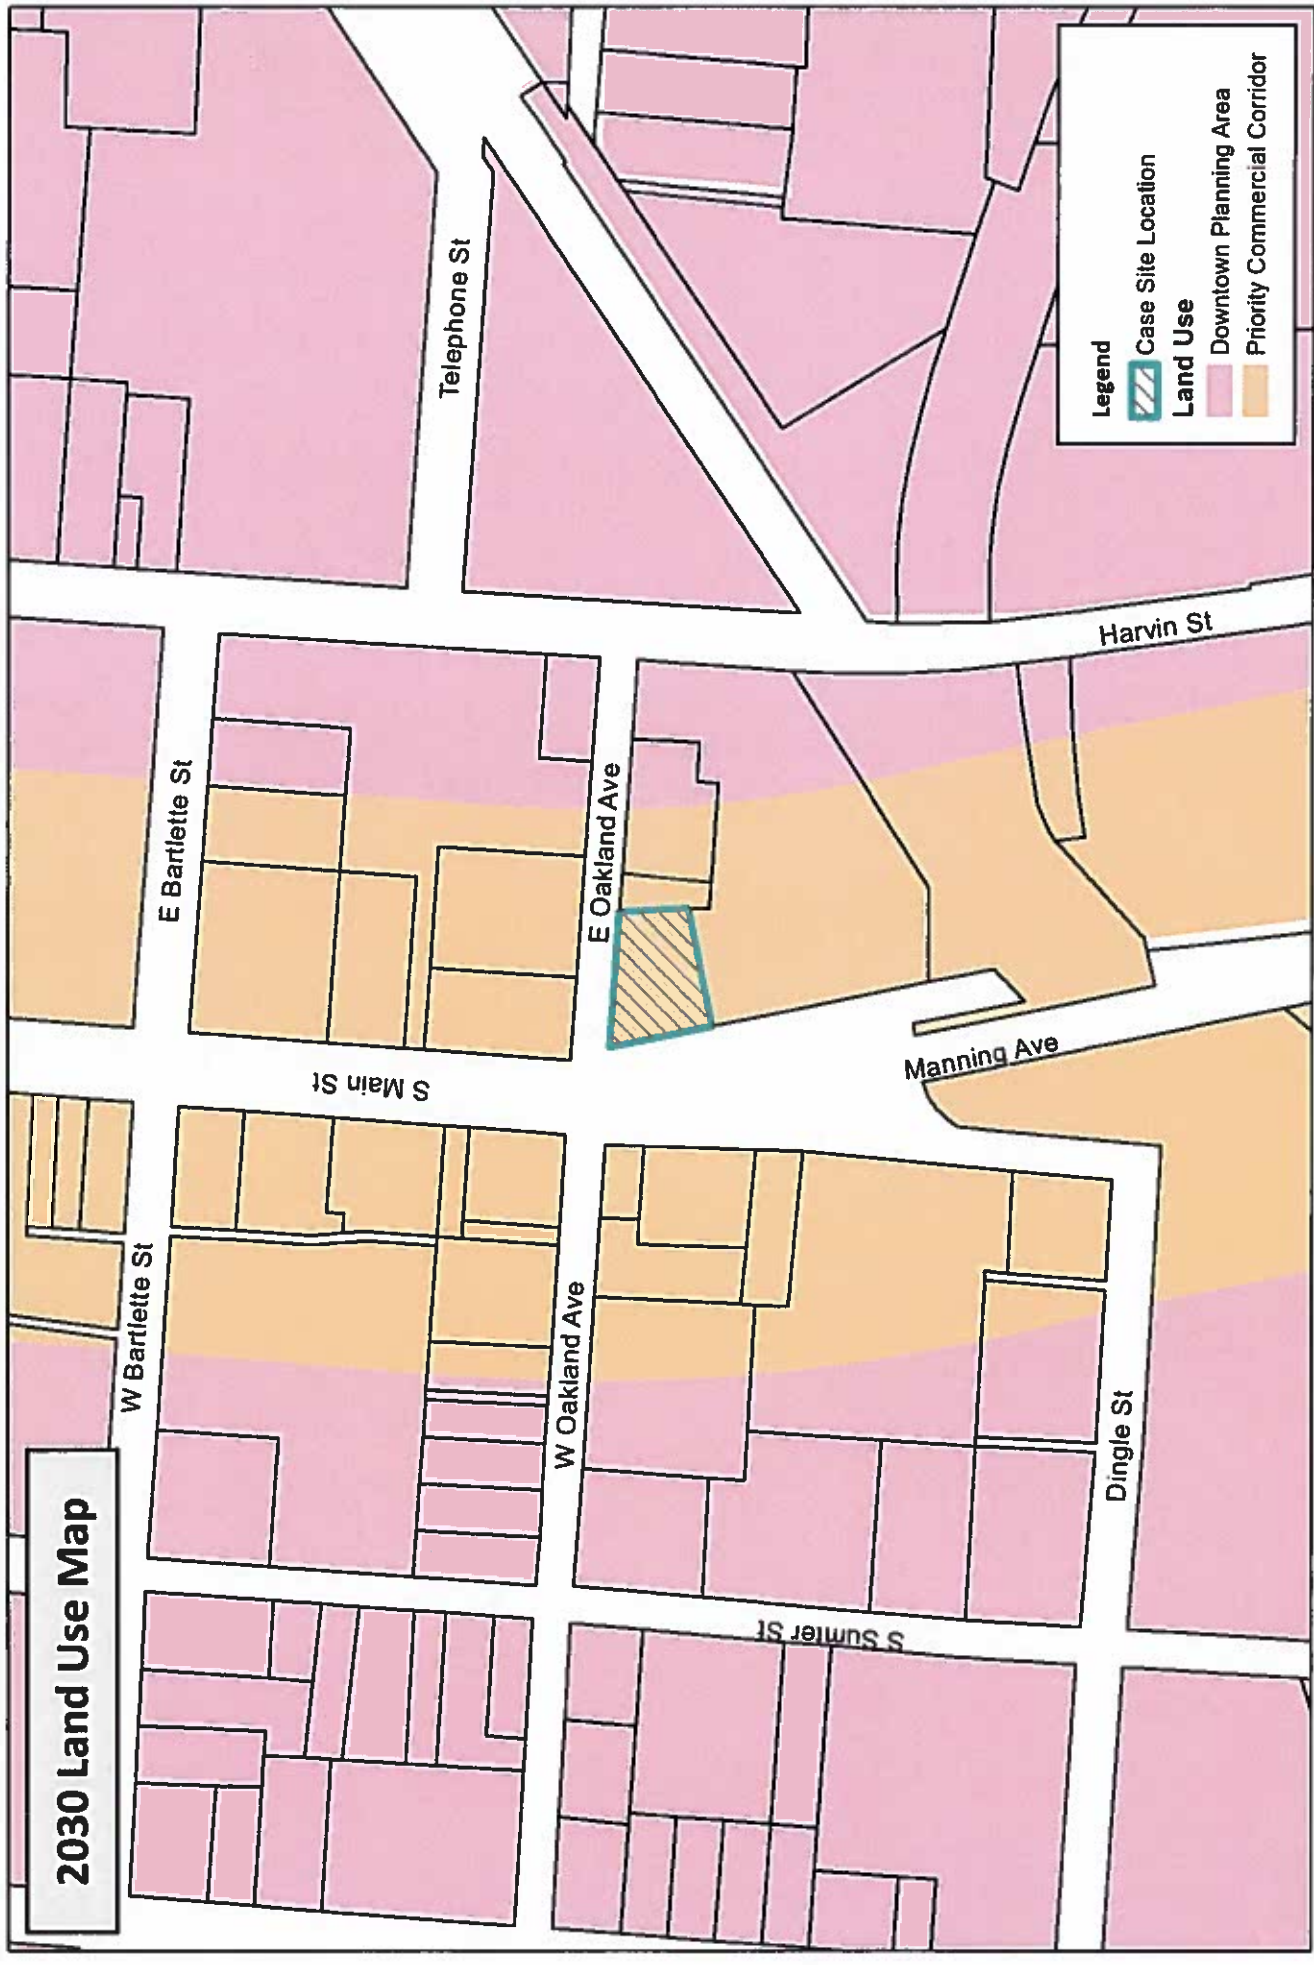 2030 Land Use Map
W Bartlette St
E Bartlette St
Telephone St
S Main St
W Oakland Ave
E Oakland Ave
S Sumter St
Manning Ave
Dingle St
Harvin St
Legend
Case Site Location
Land Use
Downtown Planning Area
Priority Commercial Corridor